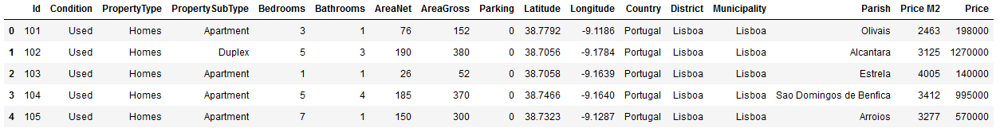 Id Condition PropertyType PropertySubType Bedrooms Bathrooms AreaNet AreaGross Parking Latitude Longitude Country District Municipality Parish Price M2 Price
0 101 Used Homes Apartment 3 1 76 152 0 38.7792 -9.1186 Portugal Lisboa Lisboa Olivais 2463 198000
1 102 Used Homes Duplex 5 3 190 380 0 38.7056 -9.1784 Portugal Lisboa Lisboa Alcantara 3125 1270000
2 103 Used Homes Apartment 1 1 26 52 0 38.7058 -9.1639 Portugal Lisboa Lisboa Estrela 4005 140000
3 104 Used Homes Apartment 5 4 185 370 0 38.7466 -9.1640 Portugal Lisboa Lisboa Sao Domingos de Benfica 3412 995000
4 105 Used Homes Apartment 7 1 150 300 0 38.7323 -9.1287 Portugal Lisboa Lisboa Arroios 3277 570000